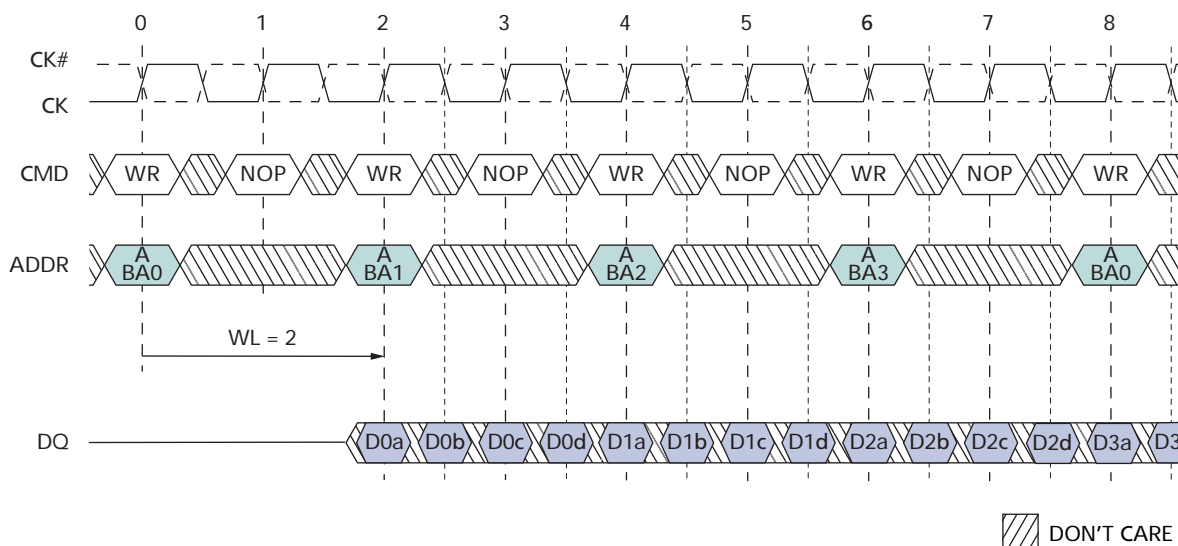 0 1 2 3 4 5 6 7 8
CK#
CK
CMD WR NOP WR NOP WR NOP WR NOP WR
ADDR A BA0 A BA1 A BA2 A BA3 A BA0
WL = 2
DQ D0a D0b D0c D0d D1a D1b D1c D1d D2a D2b D2c D2d D3a D3
DON'T CARE